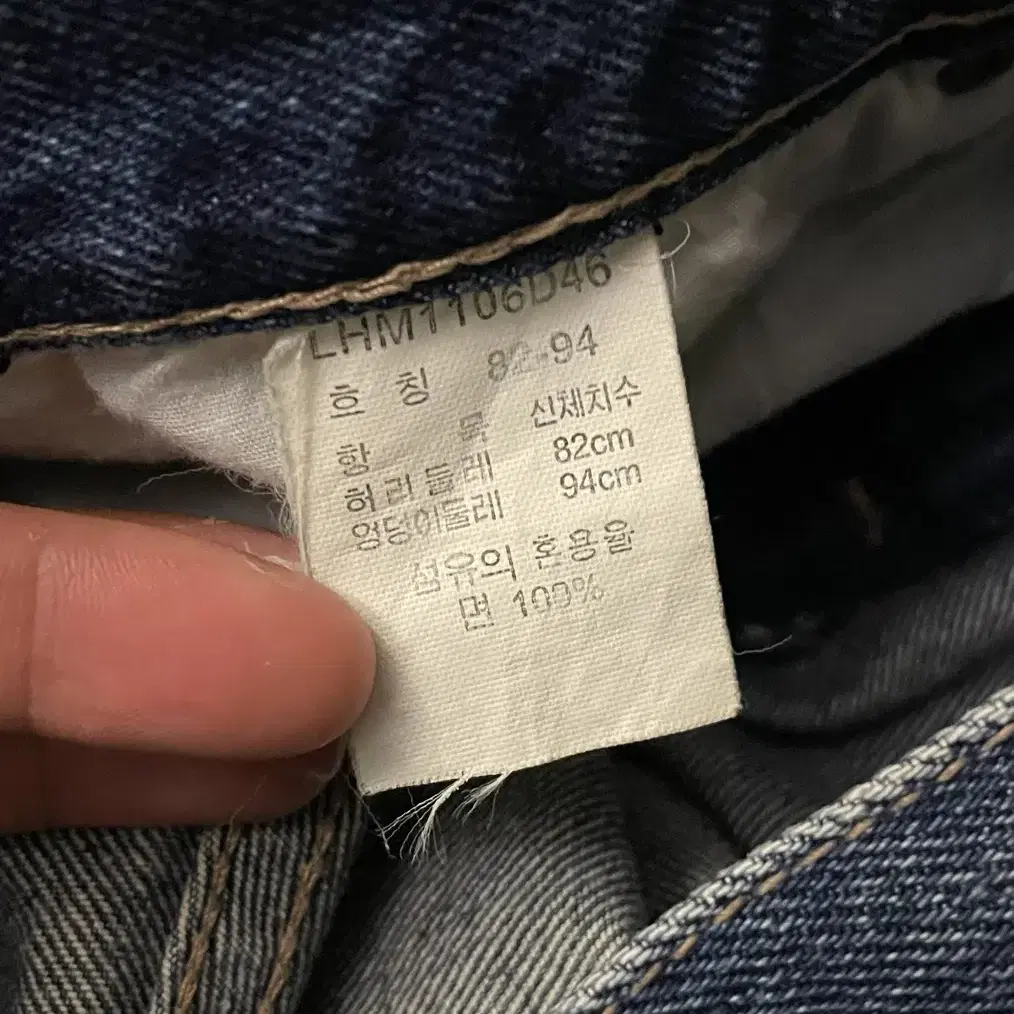 LHM1106D46
호 칭 82-94
항 목 신체치수
허리둘레 82cm
엉덩이둘레 94cm
섬유의 혼용율
면 100%